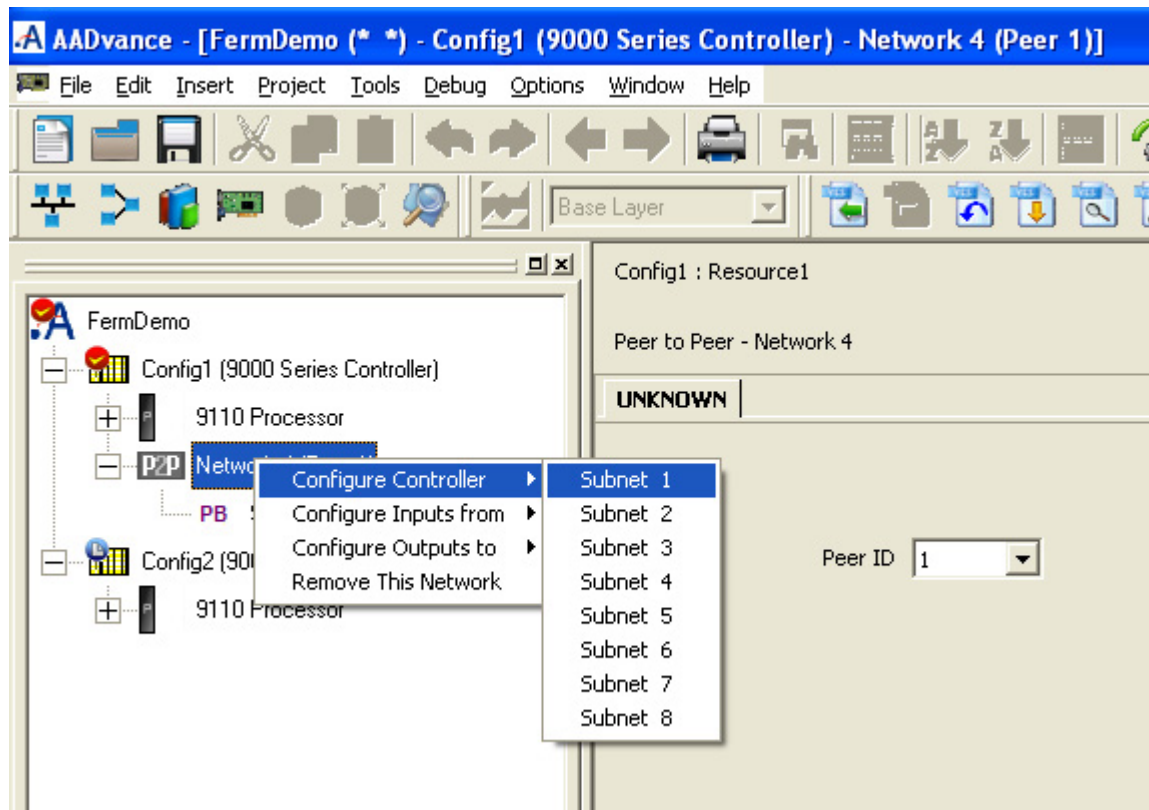 AADvance - [FermDemo (* *) - Config1 (9000 Series Controller) - Network 4 (Peer 1)]
File Edit Insert Project Tools Debug Options Window Help
Base Layer
FermDemo
Config1 (9000 Series Controller)
9110 Processor
P2P
PB
Config2 (90
9110 Processor
Configure Controller
Configure Inputs from
Configure Outputs to
Remove This Network
Subnet 1
Subnet 2
Subnet 3
Subnet 4
Subnet 5
Subnet 6
Subnet 7
Subnet 8
Config1 : Resource1
Peer to Peer - Network 4
UNKNOWN
Peer ID 1